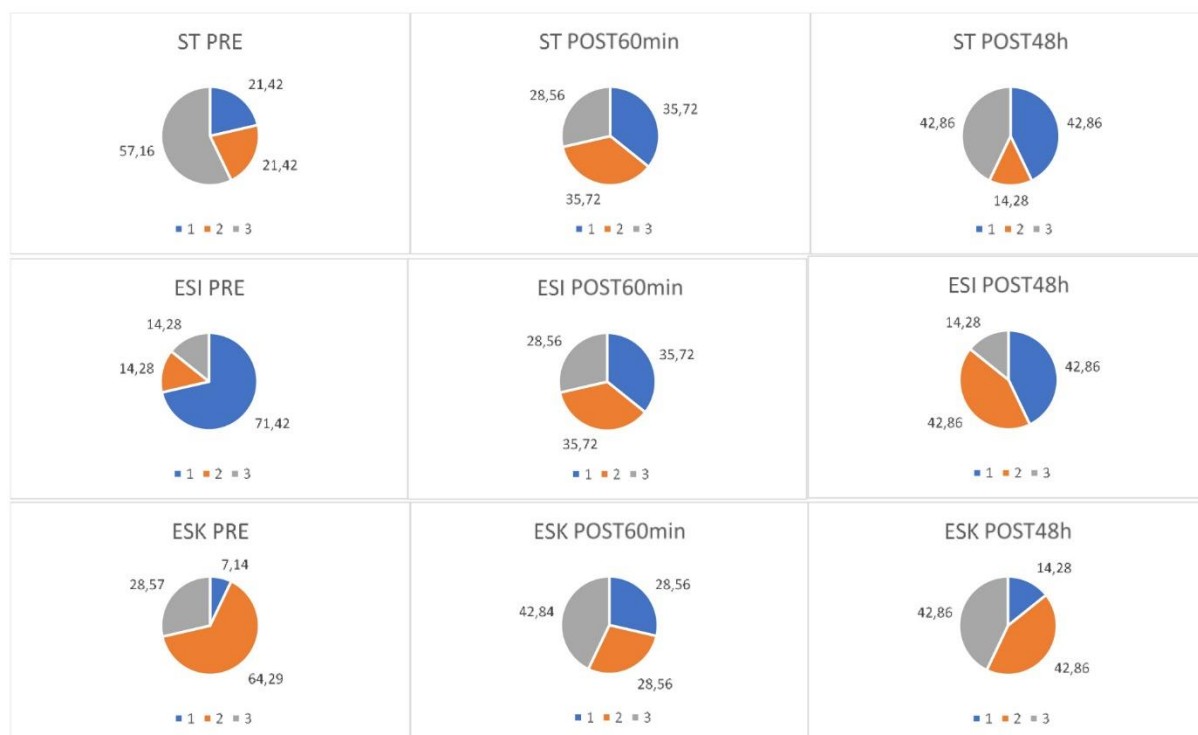 ST PRE
21,42
57,16
21,42
1 2 3
ST POST60min
28,56
35,72
35,72
1 2 3
ST POST48h
42,86
42,86
14,28
1 2 3
ESI PRE
14,28
14,28
71,42
1 2 3
ESI POST60min
28,56
35,72
35,72
1 2 3
ESI POST48h
14,28
42,86
42,86
1 2 3
ESK PRE
7,14
28,57
64,29
1 2 3
ESK POST60min
28,56
42,84
28,56
1 2 3
ESK POST48h
14,28
42,86
42,86
1 2 3